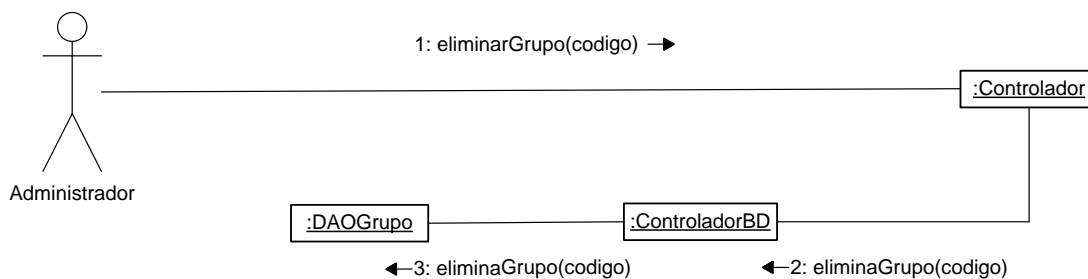 1: eliminarGrupo(codigo)
:Controlador
Administrador
:DAOGrupo
:ControladorBD
3: eliminaGrupo(codigo)
2: eliminaGrupo(codigo)